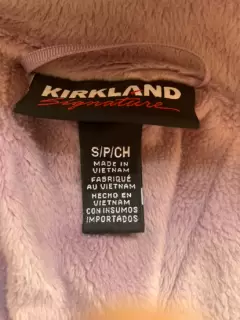 KIRKLAND
Signature
S/P/CH
MADE IN
VIETNAM
FABRIQUÉ
AU VIETNAM
HECHO EN
VIETNAM
CON INSUMOS
IMPORTADOS